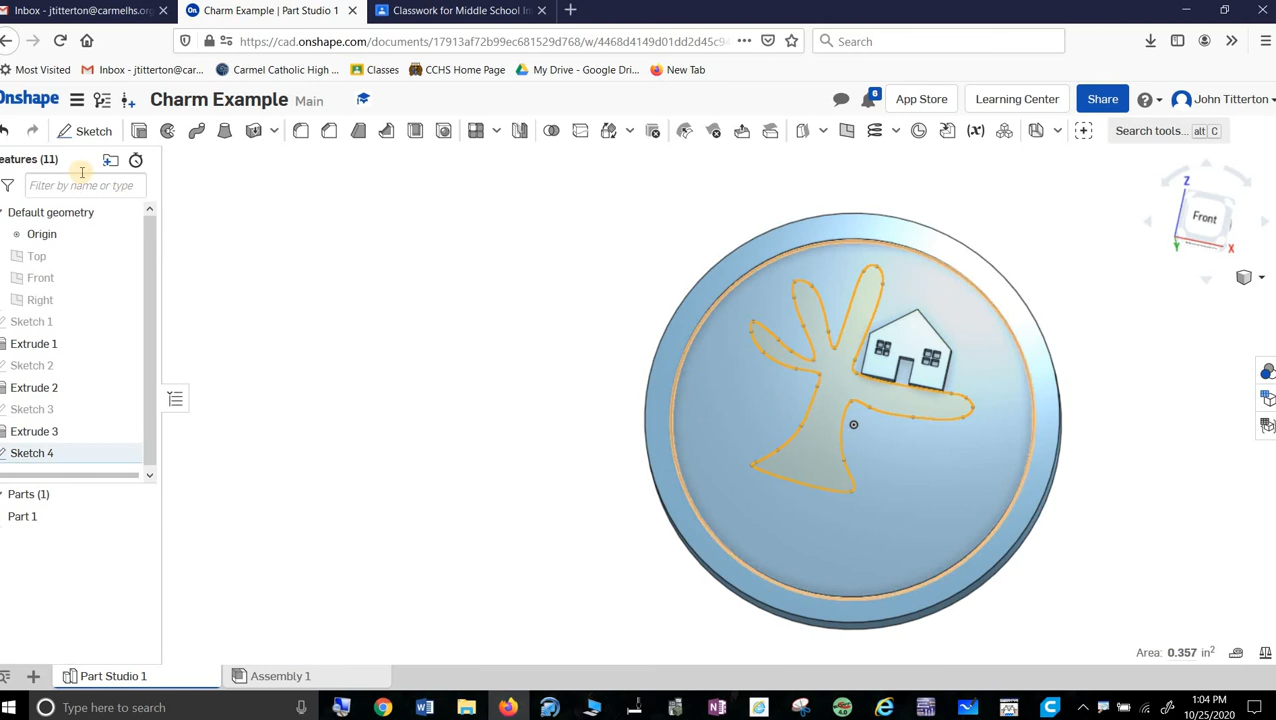 Inbox - jtitterton@carmelhs.org
Charm Example | Part Studio 1
Classwork for Middle School In
https://cad.onshape.com/documents/17913af72b99ec681529d768/w/4468d4149d01dd2d45c94
Search
Most Visited
Inbox - jtitterton@car...
Carmel Catholic High ...
Classes
CCHS Home Page
My Drive - Google Dri...
New Tab
Onshape
Charm Example
Main
6
App Store
Learning Center
Share
John Titterton
Sketch
(x)
Search tools...
alt
C
eatures (11)
Filter by name or type
Default geometry
Origin
Top
Front
Right
Sketch 1
Extrude 1
Sketch 2
Extrude 2
Sketch 3
Extrude 3
Sketch 4
Parts (1)
Part 1
Z
Front
Y
X
Area: 0.357 in²
Part Studio 1
Assembly 1
Type here to search
1:04 PM
10/25/2020